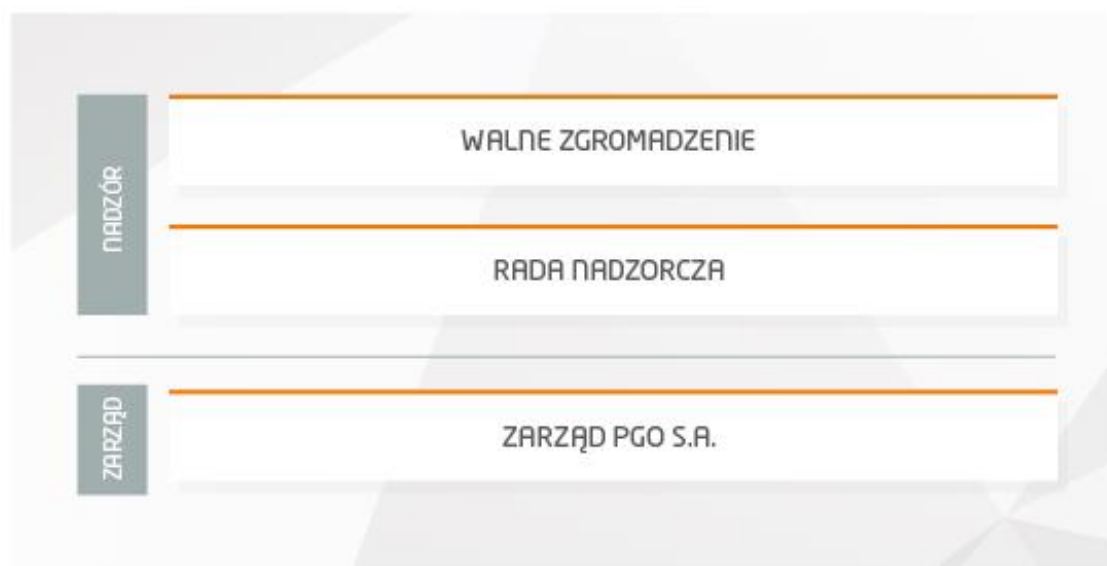 NADZÓR
WALNE ZGROMADZENIE
RADA NADZORCZA
ZARZĄD
ZARZĄD PGO S.A.